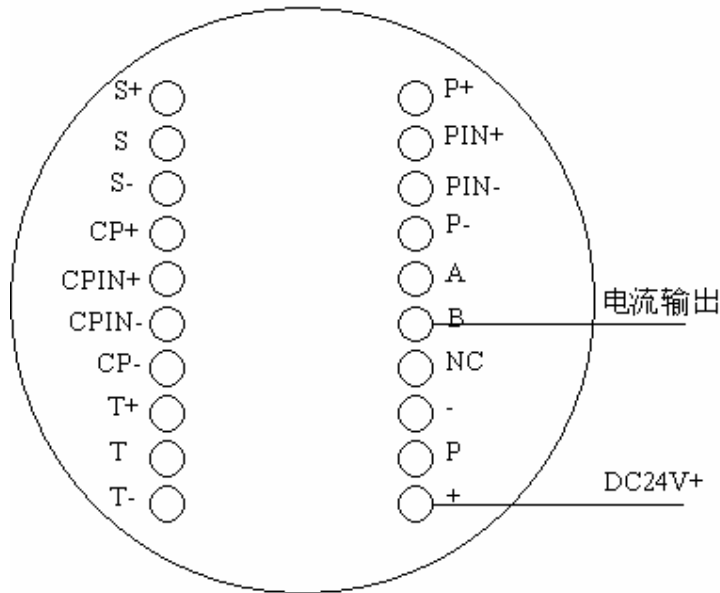 S+
S
S-
CP+
CPIN+
CPIN-
CP-
T+
T
T-
P+
PIN+
PIN-
P-
A
B
NC
-
P
+
电流输出
DC24V+